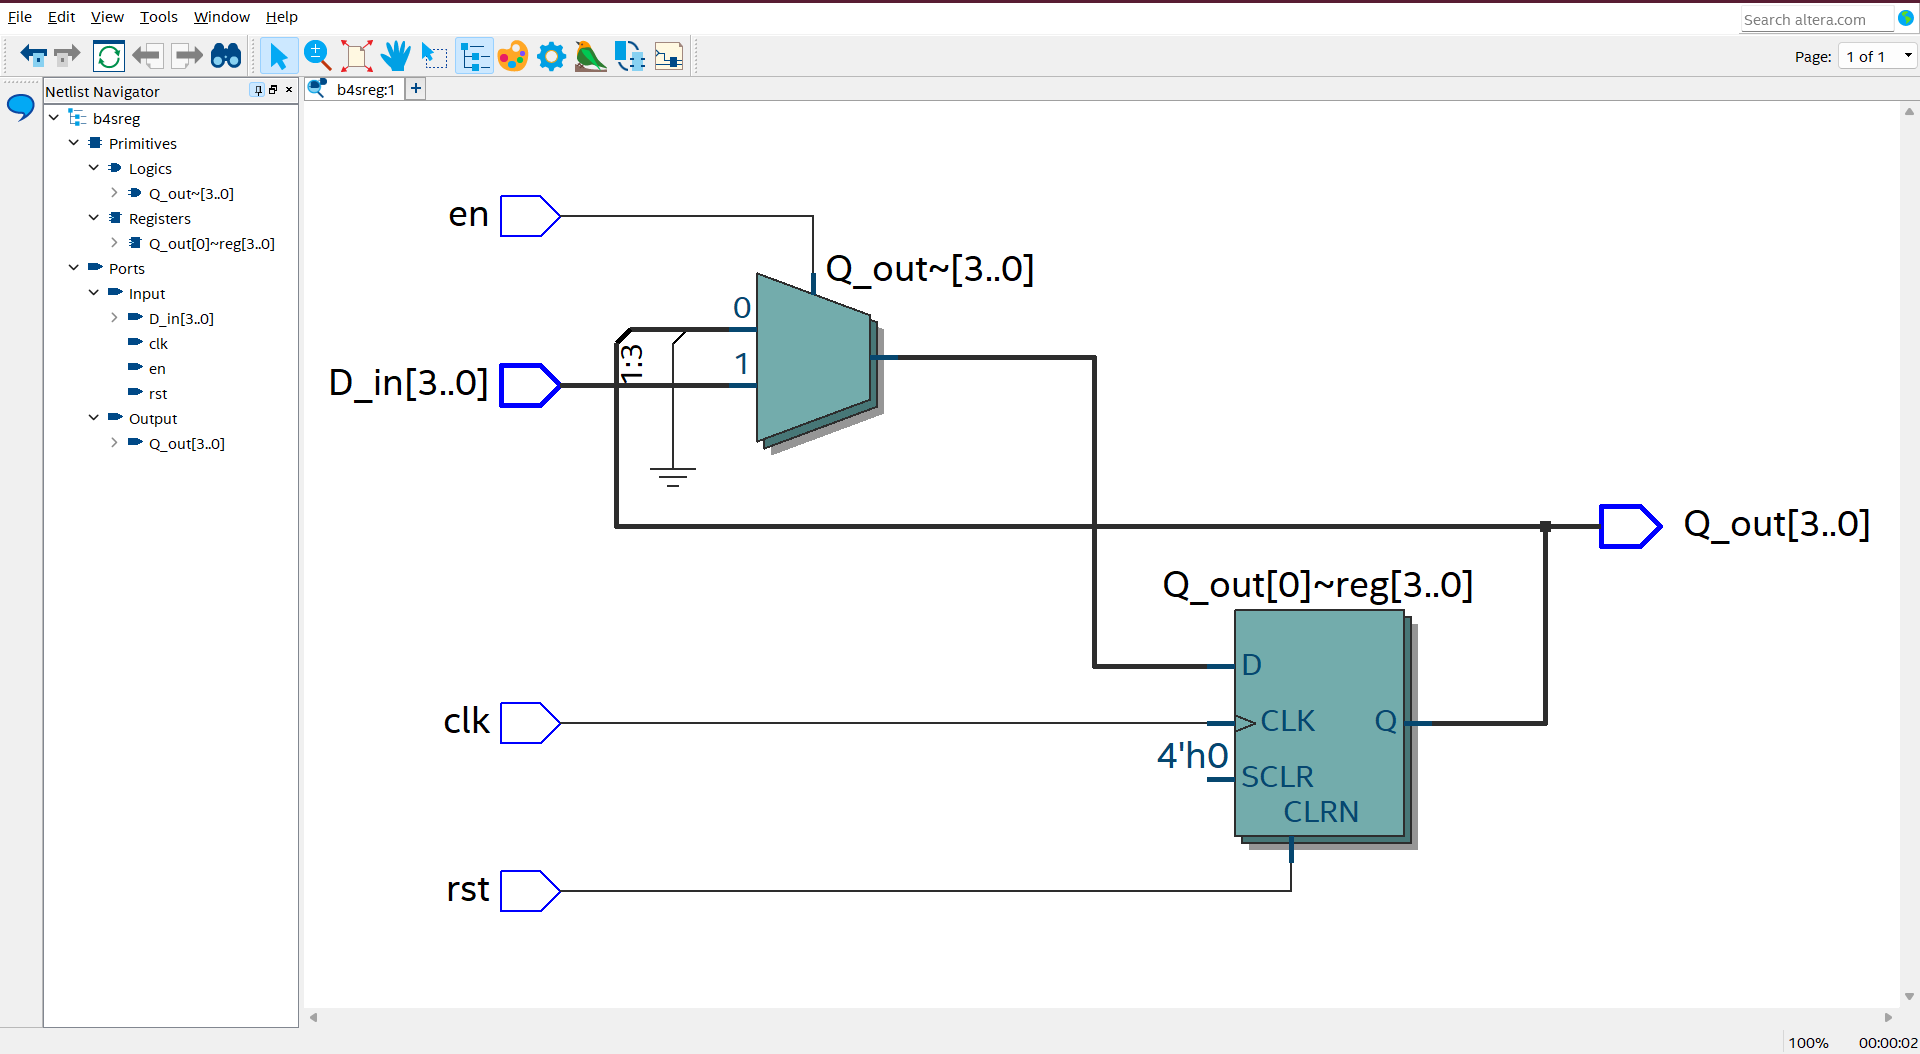 File Edit View Tools Window Help
Search altera.com
Page: 1 of 1
Netlist Navigator
b4sreg:1
+
b4sreg
Primitives
Logics
Q_out~[3..0]
Registers
Q_out[0]~reg[3..0]
Ports
Input
D_in[3..0]
clk
en
rst
Output
Q_out[3..0]
en
Q_out~[3..0]
0
1:3
1
D_in[3..0]
Q_out[3..0]
Q_out[0]~reg[3..0]
D
clk
CLK
Q
4'h0
SCLR
CLRN
rst
100% 00:00:02